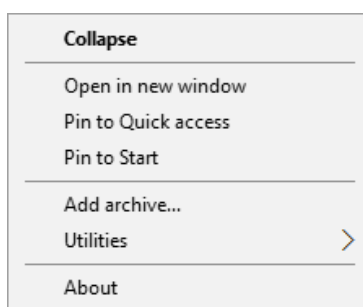 Collapse
Open in new window
Pin to Quick access
Pin to Start
Add archive...
Utilities
About